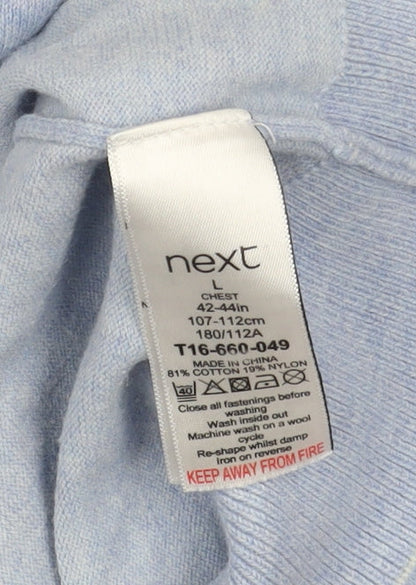 next
L
CHEST
42-44in
107-112cm
180/112A
T16-660-049
MADE IN CHINA
81% COTTON 19% NYLON
40
Close all fastenings before
washing
Wash inside out
Machine wash on a wool
cycle
Re-shape whilst damp
Iron on reverse
KEEP AWAY FROM FIRE